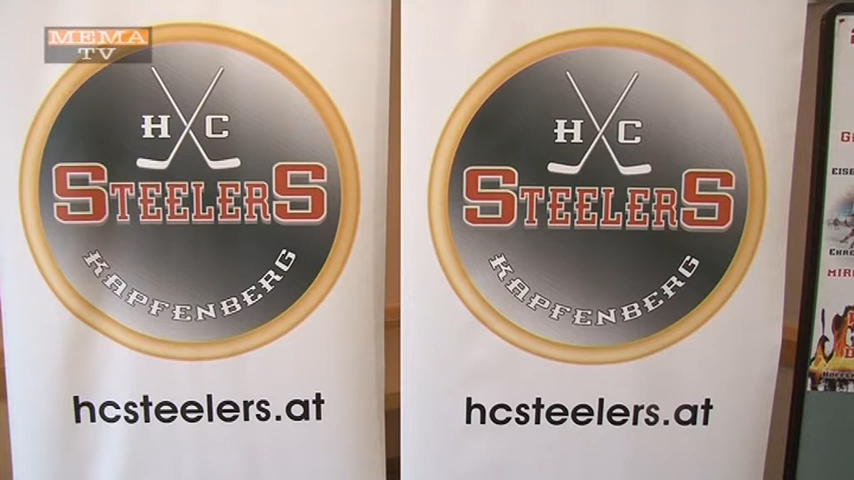 MEMA
TV
H C
STEELERS
KAPFENBERG
hcsteelers.at
H C
STEELERS
KAPFENBERG
hcsteelers.at